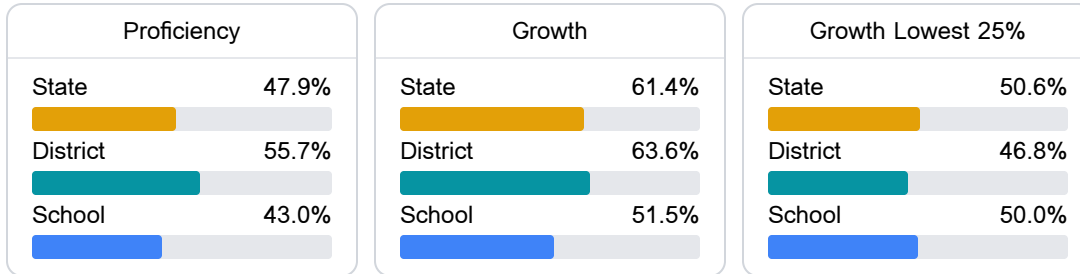 Proficiency
State 47.9%
District 55.7%
School 43.0%
Growth
State 61.4%
District 63.6%
School 51.5%
Growth Lowest 25%
State 50.6%
District 46.8%
School 50.0%